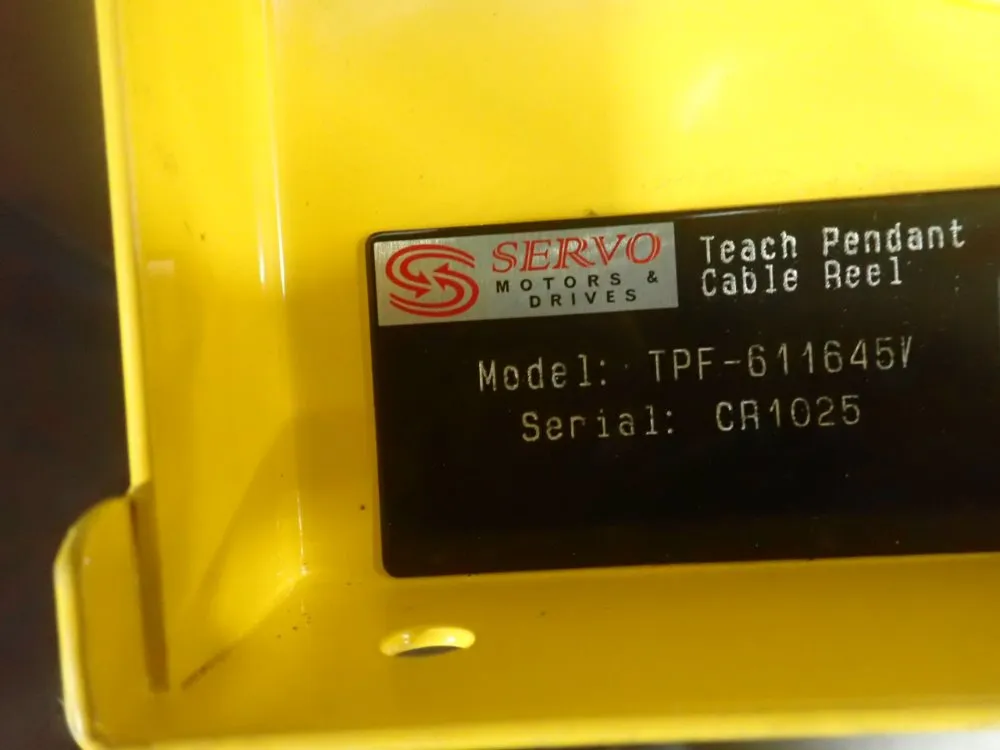 SERVO
MOTORS &
DRIVES
Teach Pendant
Cable Reel
Model: TPF-611645V
Serial: CR1025